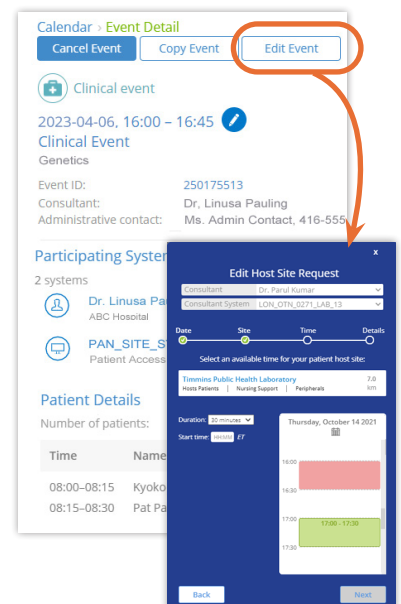 Calendar › Event Detail
Cancel Event Copy Event Edit Event
Clinical event
2023-04-06, 16:00 – 16:45
Clinical Event
Genetics
Event ID: 250175513
Consultant: Dr, Linusa Pauling
Administrative contact: Ms. Admin Contact, 416-555
Participating System
2 systems
Dr. Linusa Pa
ABC Hospital
PAN_SITE_S
Patient Access
Patient Details
Number of patients:
Time Name
08:00–08:15 Kyoko
08:15–08:30 Pat Pa
x
Edit Host Site Request
Consultant Dr. Parul Kumar
Consultant System LON_OTN_0271_LAB_13
Date Site Time Details
Select an available time for your patient host site:
Timmins Public Health Laboratory 7.0
Hosts Patients | Nursing Support | Peripherals km
Duration: 30 minutes
Start time: HH:MM ET
Thursday, October 14 2021
16:00
16:30
17:00 17:00 - 17:30
17:30
Back Next